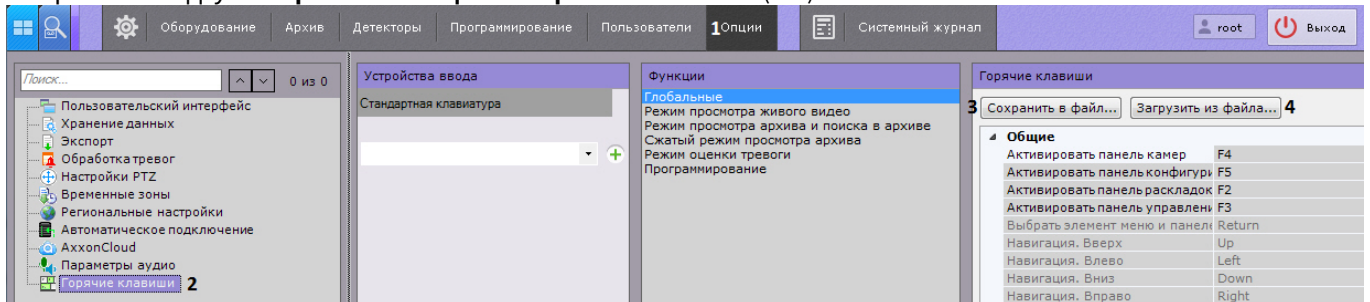 1
Оборудование Архив Детекторы Программирование Пользователи Опции Системный журнал root Выход
Поиск... 0 из 0
Пользовательский интерфейс
Хранение данных
Экспорт
Обработка тревог
Настройки PTZ
Временные зоны
Региональные настройки
Автоматическое подключение
AxxonCloud
Параметры аудио
Горячие клавиши 2
Устройства ввода
Стандартная клавиатура
Функции
Глобальные
Режим просмотра живого видео
Режим просмотра архива и поиска в архиве
Сжатый режим просмотра архива
Режим оценки тревоги
Программирование
Горячие клавиши
3 Сохранить в файл... Загрузить из файла... 4
Общие
Активировать панель камер F4
Активировать панель конфигури F5
Активировать панель раскладок F2
Активировать панель управлени F3
Выбрать элемент меню и панеле Return
Навигация. Вверх Up
Навигация. Влево Left
Навигация. Вниз Down
Навигация. Вправо Right